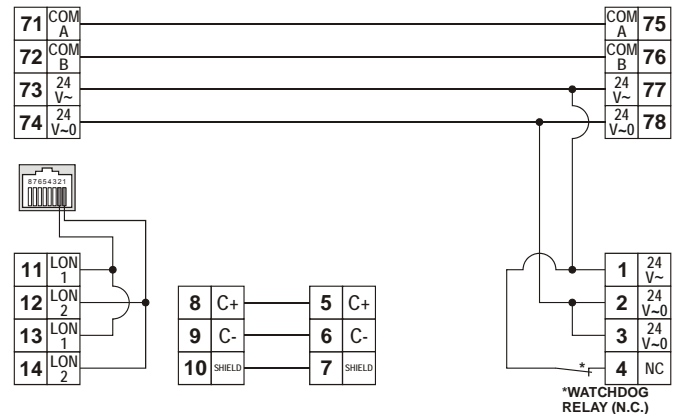 71 COM A
COM A 75
72 COM B
COM B 76
73 24 V~
24 V~ 77
74 24 V~0
24 V~0 78
87654321
11 LON 1
12 LON 2
13 LON 1
14 LON 2
8 C+
5 C+
9 C-
6 C-
10 SHIELD
7 SHIELD
1 24 V~
2 24 V~0
3 24 V~0
* 4 NC
*WATCHDOG
RELAY (N.C.)